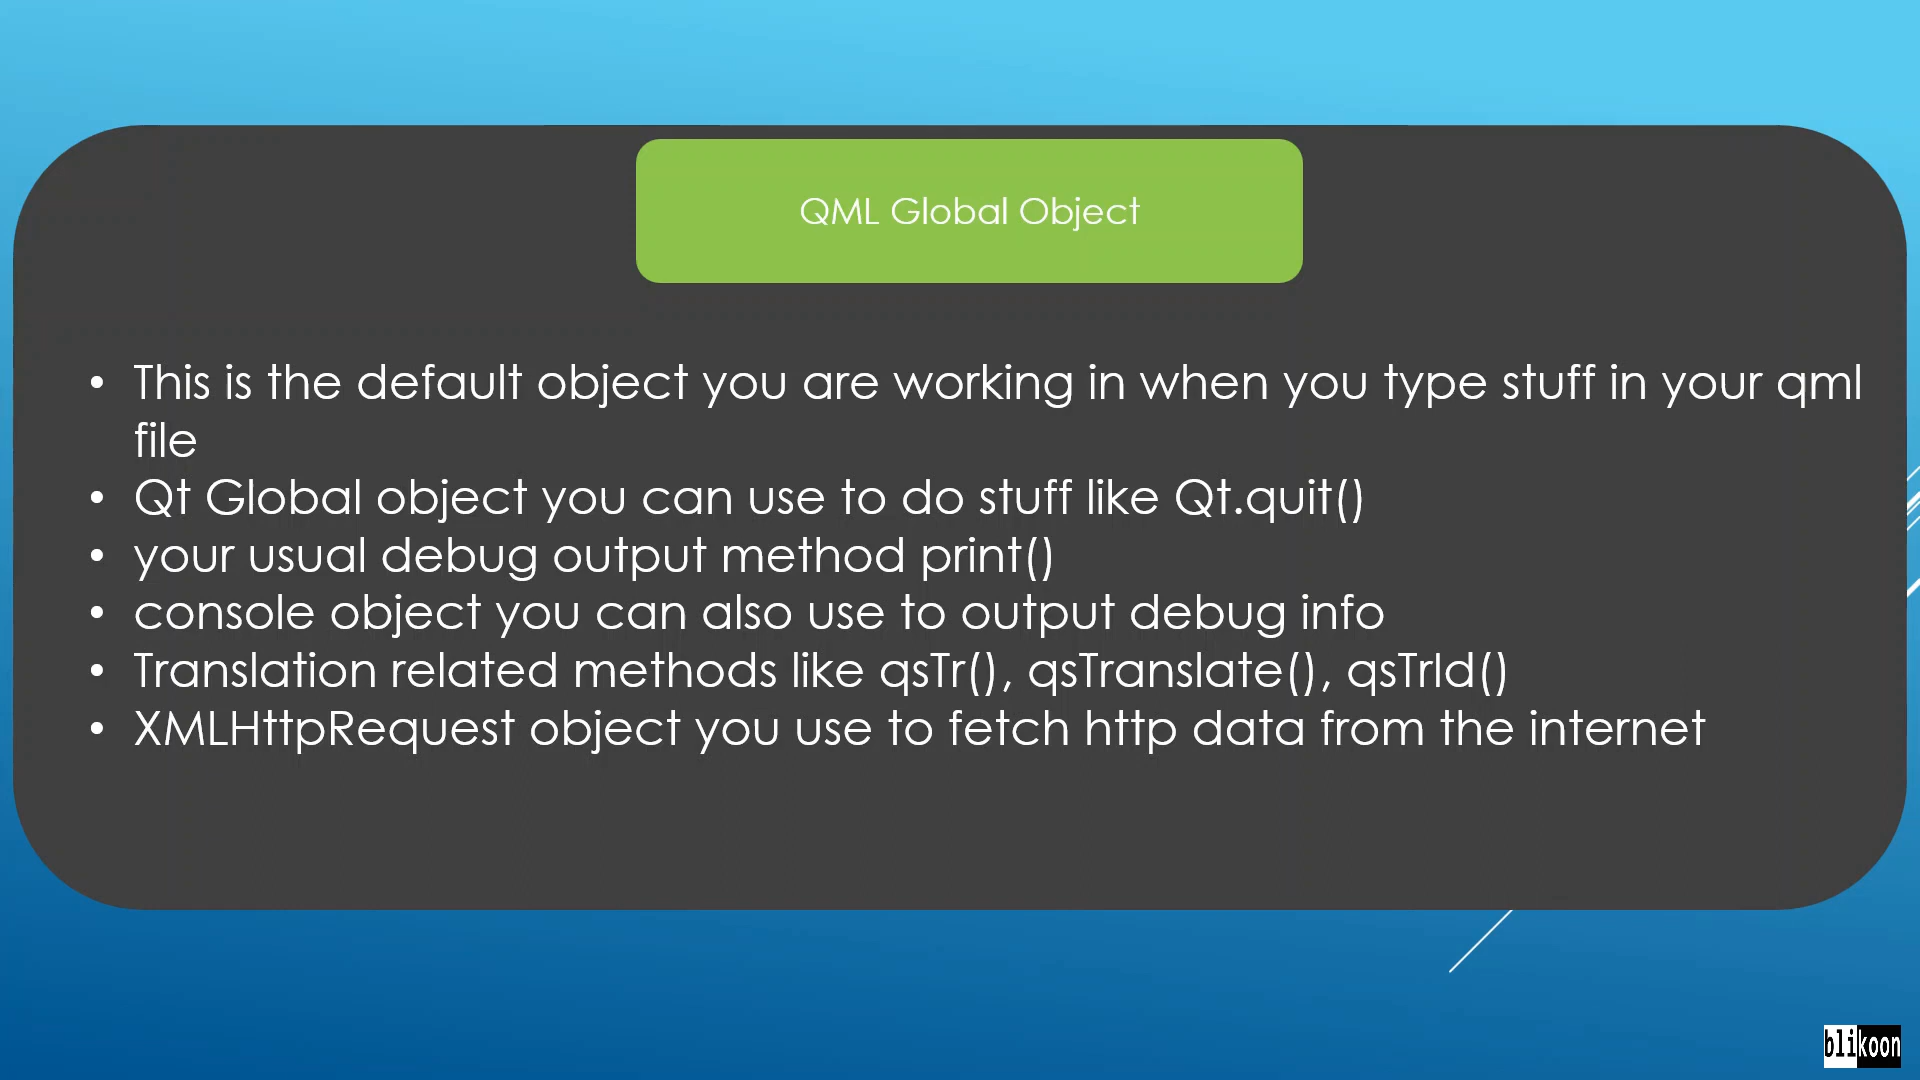 QML Global Object
• This is the default object you are working in when you type stuff in your qml
file
• Qt Global object you can use to do stuff like Qt.quit()
• your usual debug output method print()
• console object you can also use to output debug info
• Translation related methods like qsTr(), qsTranslate(), qsTrId()
• XMLHttpRequest object you use to fetch http data from the internet
blikoon